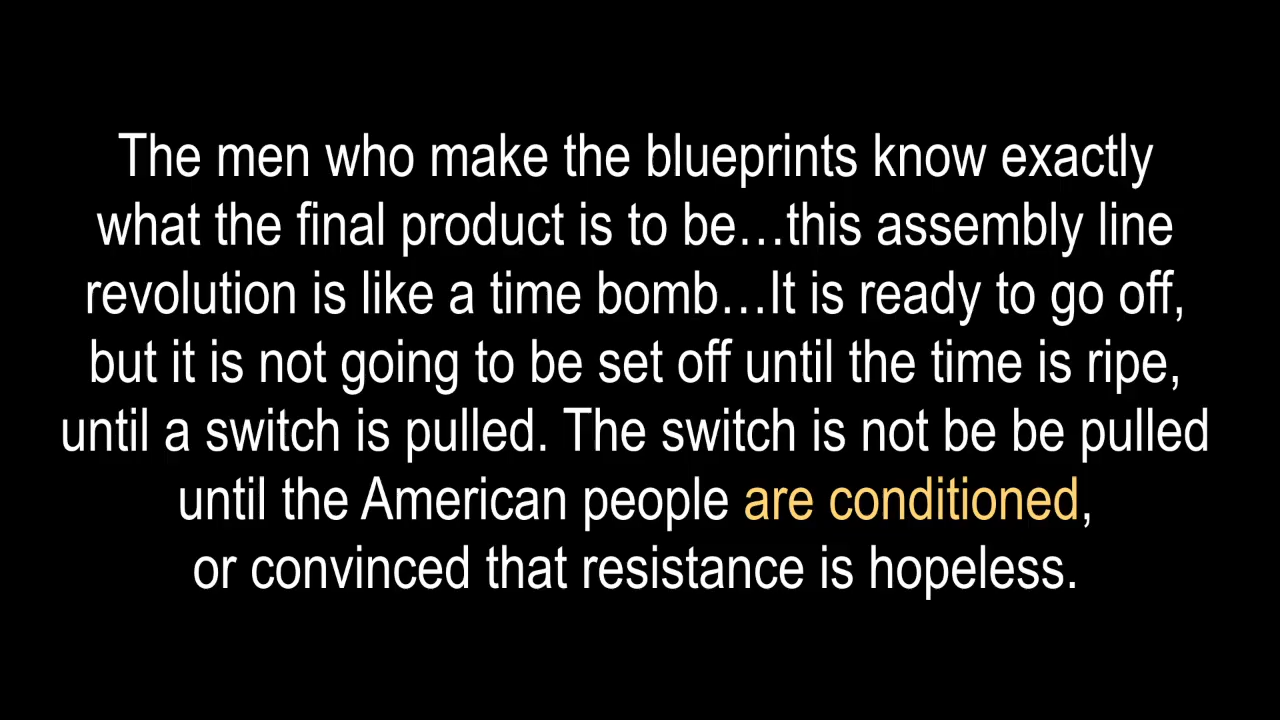 The men who make the blueprints know exactly
what the final product is to be…this assembly line
revolution is like a time bomb…It is ready to go off,
but it is not going to be set off until the time is ripe,
until a switch is pulled. The switch is not be be pulled
until the American people are conditioned,
or convinced that resistance is hopeless.